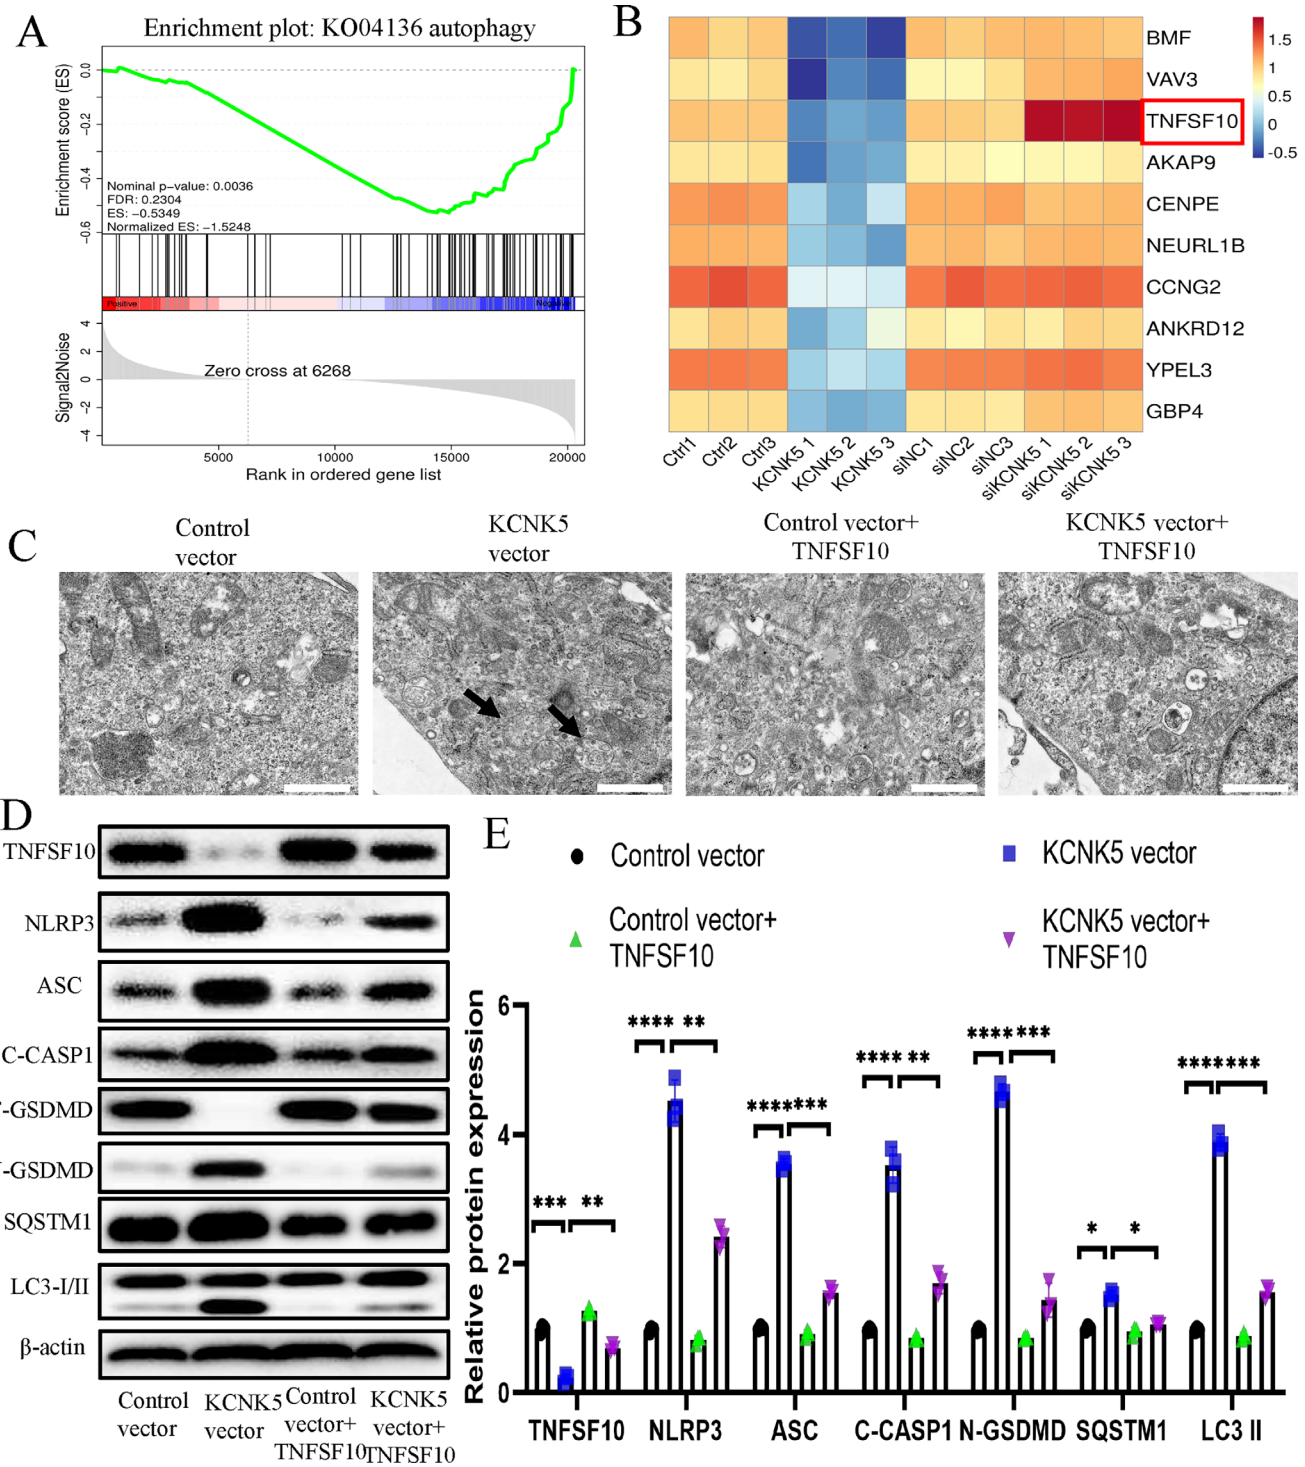 A
Enrichment plot: KO04136 autophagy
Enrichment score (ES)
0.0
-0.2
-0.4
-0.6
Nominal p-value: 0.0036
FDR: 0.2304
ES: -0.5349
Normalized ES: -1.5248
Positive
Negative
Signal2Noise
4
2
0
-2
-4
Zero cross at 6268
5000
10000
15000
20000
Rank in ordered gene list
B
BMF
VAV3
TNFSF10
AKAP9
CENPE
NEURL1B
CCNG2
ANKRD12
YPEL3
GBP4
1.5
1
0.5
0
-0.5
Ctrl1
Ctrl2
Ctrl3
KCNK5 1
KCNK5 2
KCNK5 3
siNC1
siNC2
siNC3
siKCNK5 1
siKCNK5 2
siKCNK5 3
C
Control
vector
KCNK5
vector
Control vector+
TNFSF10
KCNK5 vector+
TNFSF10
D
TNFSF10
NLRP3
ASC
C-CASP1
-GSDMD
-GSDMD
SQSTM1
LC3-I/II
β-actin
Control
vector
KCNK5
vector
Control
vector+
TNFSF10
KCNK5
vector+
TNFSF10
E
Control vector
KCNK5 vector
Control vector+
TNFSF10
KCNK5 vector+
TNFSF10
Relative protein expression
6
4
2
0
*** **
**** **
**** ***
**** **
**** ***
* *
**** ***
TNFSF10
NLRP3
ASC
C-CASP1
N-GSDMD
SQSTM1
LC3 II